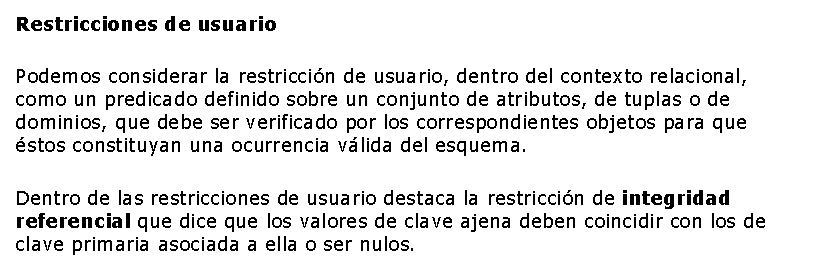 Restricciones de usuario
Podemos considerar la restricción de usuario, dentro del contexto relacional,
como un predicado definido sobre un conjunto de atributos, de tuplas o de
dominios, que debe ser verificado por los correspondientes objetos para que
éstos constituyan una ocurrencia válida del esquema.
Dentro de las restricciones de usuario destaca la restricción de integridad
referencial que dice que los valores de clave ajena deben coincidir con los de
clave primaria asociada a ella o ser nulos.